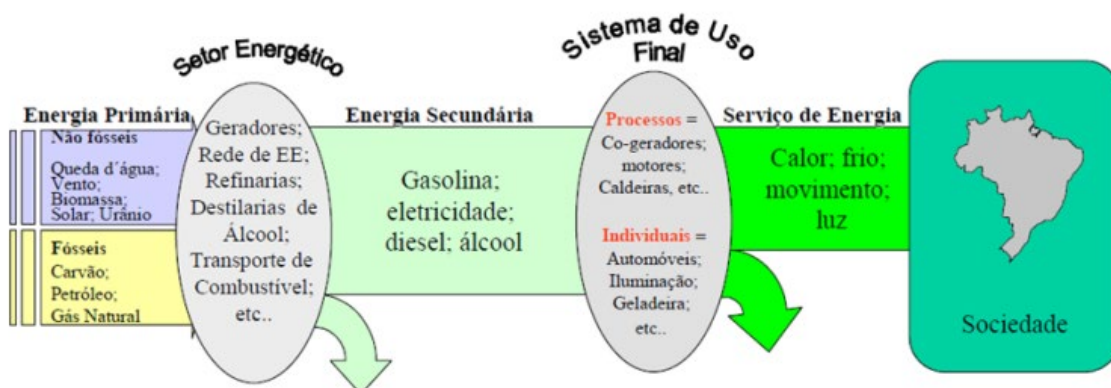 Setor Energético
Sistema de Uso
Final
Energia Primária
Não fósseis
Queda d´água;
Vento;
Biomassa;
Solar; Urânio
Fósseis
Carvão;
Petróleo;
Gás Natural
Geradores;
Rede de EE;
Refinarias;
Destilarias de
Álcool;
Transporte de
Combustível;
etc..
Energia Secundária
Gasolina;
eletricidade;
diesel; álcool
Processos =
Co-geradores;
motores;
Caldeiras, etc..
Individuais =
Automóveis;
Iluminação;
Geladeira;
etc..
Serviço de Energia
Calor; frio;
movimento;
luz
Sociedade